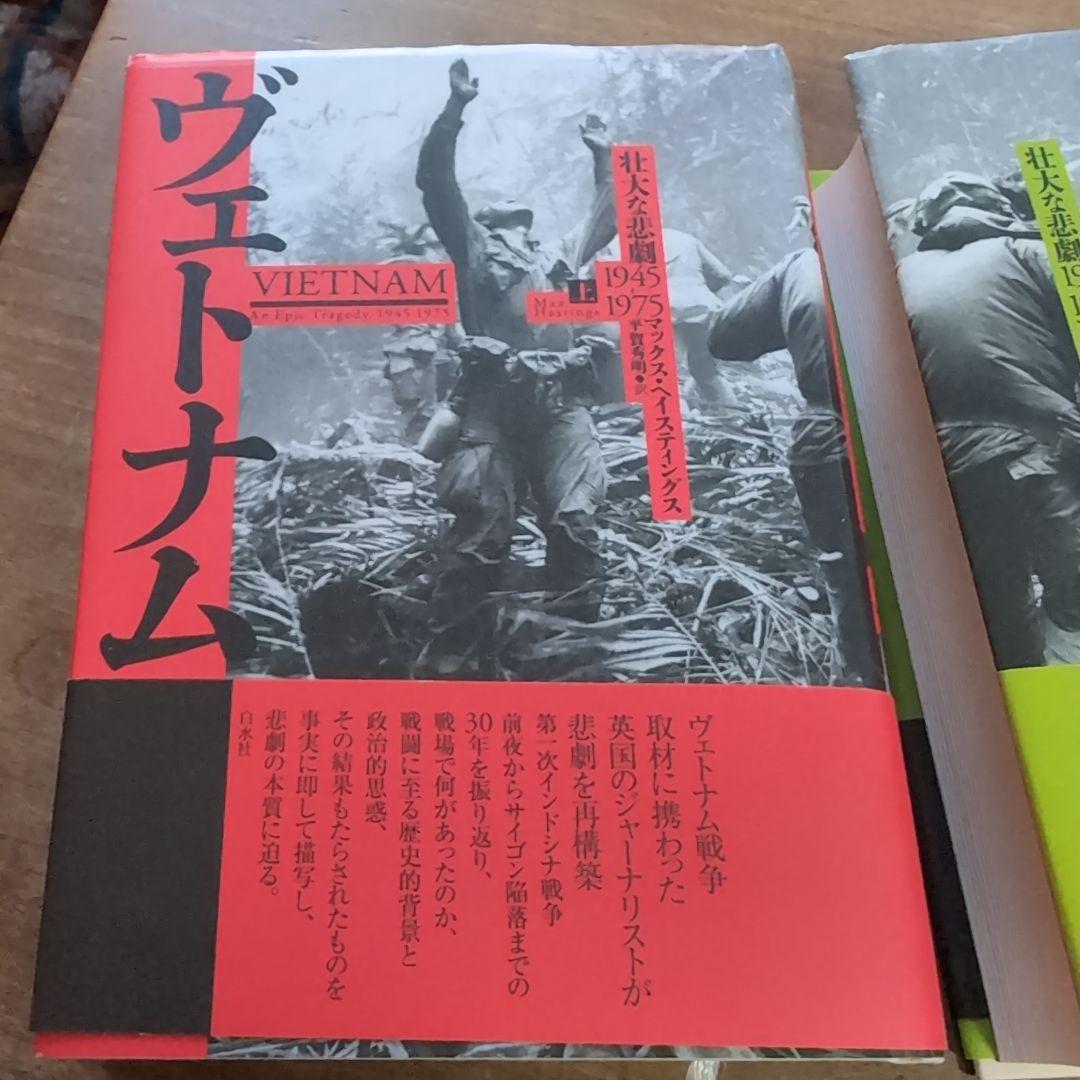 ヴェトナム
VIETNAM
An Epic Tragedy, 1945-1975
壮大な悲劇
1945
1975
上
Max
Hastings
マックス・ヘイスティングス
平賀秀明●訳
ヴェトナム戦争
取材に携わった
英国のジャーナリストが
悲劇を再構築
第一次インドシナ戦争
前夜からサイゴン陥落までの
30年を振り返り、
戦場で何があったのか、
戦闘に至る歴史的背景と
政治的思惑、
その結果もたらされたものを
事実に即して描写し、
悲劇の本質に迫る。
白水社
壮大な悲劇